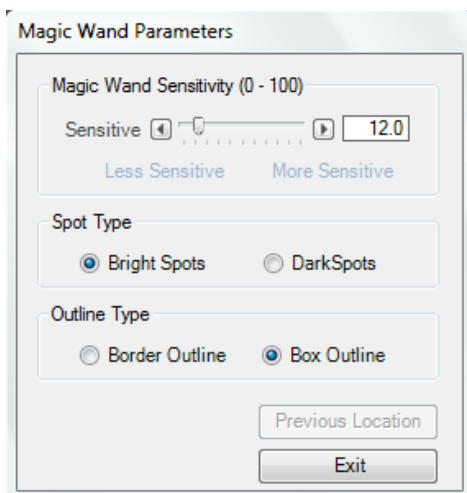 Magic Wand Parameters
Magic Wand Sensitivity (0 - 100)
Sensitive 12.0
Less Sensitive More Sensitive
Spot Type
Bright Spots DarkSpots
Outline Type
Border Outline Box Outline
Previous Location
Exit